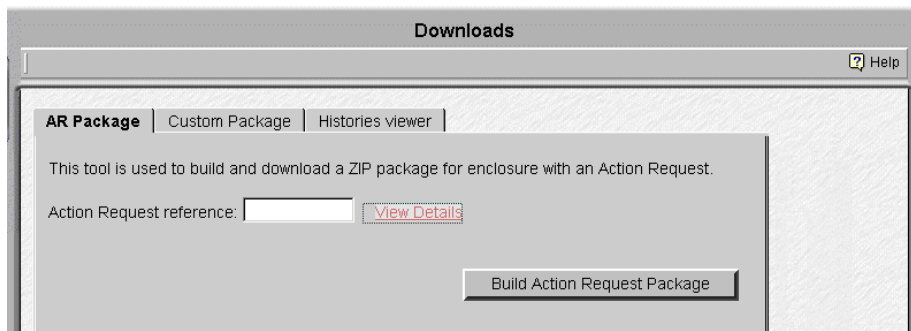 Downloads
Help
AR Package
Custom Package
Histories viewer
This tool is used to build and download a ZIP package for enclosure with an Action Request.
Action Request reference:
View Details
Build Action Request Package